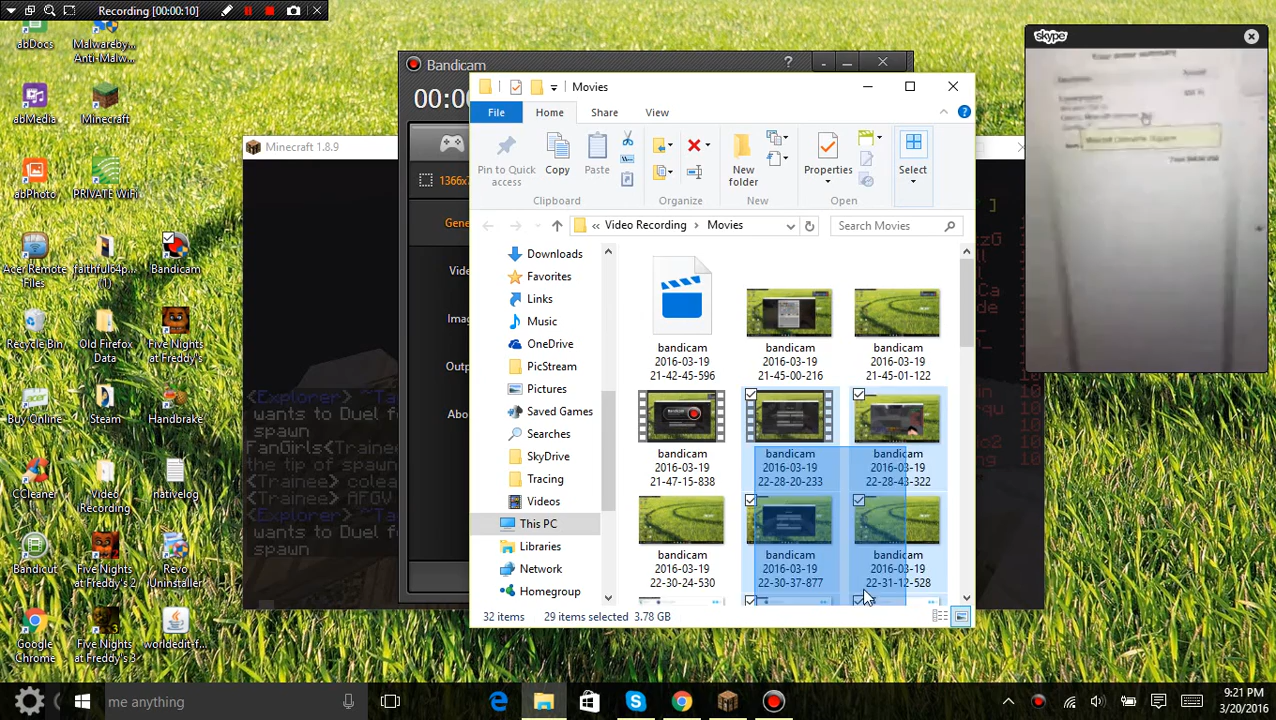 Recording [00:00:10]
abDocs
Malwareby...
Anti-Malw...
abMedia
Minecraft
abPhoto
PRIVATE WiFi
Acer Remote
Files
faithful64p...
(1)
Bandicam
Recycle Bin
Old Firefox
Data
Five Nights
at Freddy's
Buy Online
Steam
Handbrake
CCleaner
Video
Recording
nativelog
Bandicut
Five Nights
at Freddy's 2
Revo
Uninstaller
Google
Chrome
Five Nights
at Freddy's 3
worldedit-f...
Minecraft 1.8.9
<Explorer> ~Ta
wants to Duel f
spawn
FanGirls<Trainee
the tip of spawn
<Trainee> colea
<Trainee> AFGV
<Explorer> ~Ta
wants to Duel fo
spawn
Bandicam
00:00
1366x7
Gene
Vide
Imag
Outp
Abo
Movies
File
Home
Share
View
Pin to Quick
access
Copy
Paste
New
folder
Properties
Select
Clipboard
Organize
New
Open
« Video Recording > Movies
Search Movies
Downloads
Favorites
Links
Music
OneDrive
PicStream
Pictures
Saved Games
Searches
SkyDrive
Tracing
Videos
This PC
Libraries
Network
Homegroup
bandicam
2016-03-19
21-42-45-596
bandicam
2016-03-19
21-45-00-216
bandicam
2016-03-19
21-45-01-122
bandicam
2016-03-19
21-47-15-838
bandicam
2016-03-19
22-28-20-233
bandicam
2016-03-19
22-28-43-322
bandicam
2016-03-19
22-30-24-530
bandicam
2016-03-19
22-30-37-877
bandicam
2016-03-19
22-31-12-528
32 items
29 items selected 3.78 GB
skype
me anything
9:21 PM
3/20/2016